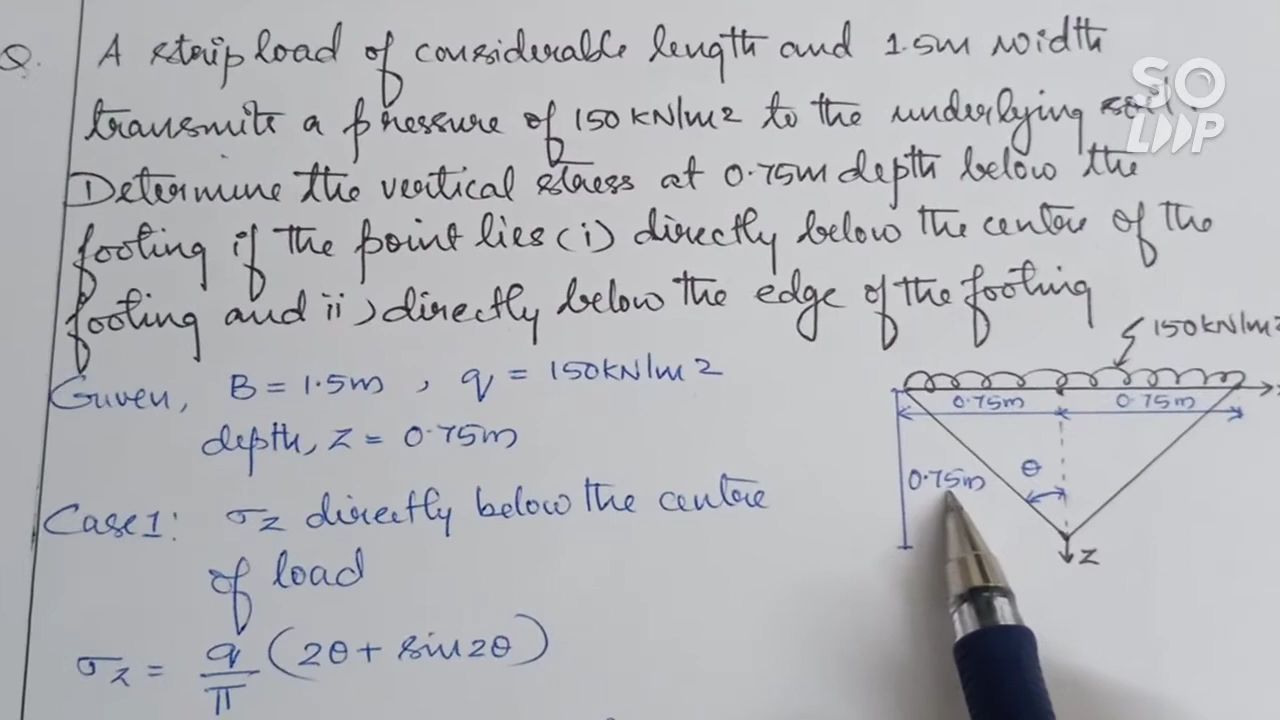 Q. A strip load of considerable length and 1.5m width
transmits a pressure of 150 kN/m2 to the underlying soil
Determine the vertical stress at 0.75m depth below the
footing if the point lies (i) directly below the centre of the
footing and ii) directly below the edge of the footing
150kN/m2
Given, B = 1.5m , q = 150kN/m2
0.75m 0.75m
depth, z = 0.75m
θ
0.75m
Case 1: σz directly below the centre
of load
z
σz = q/π (2θ + sin2θ)
SO
LOOP